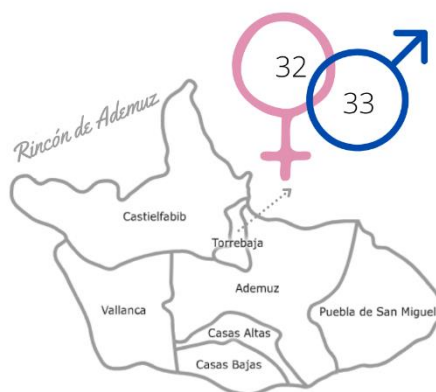 32
33
Rincón de Ademuz
Castielfabib
Torrebaja
Ademuz
Vallanca
Puebla de San Miguel
Casas Altas
Casas Bajas